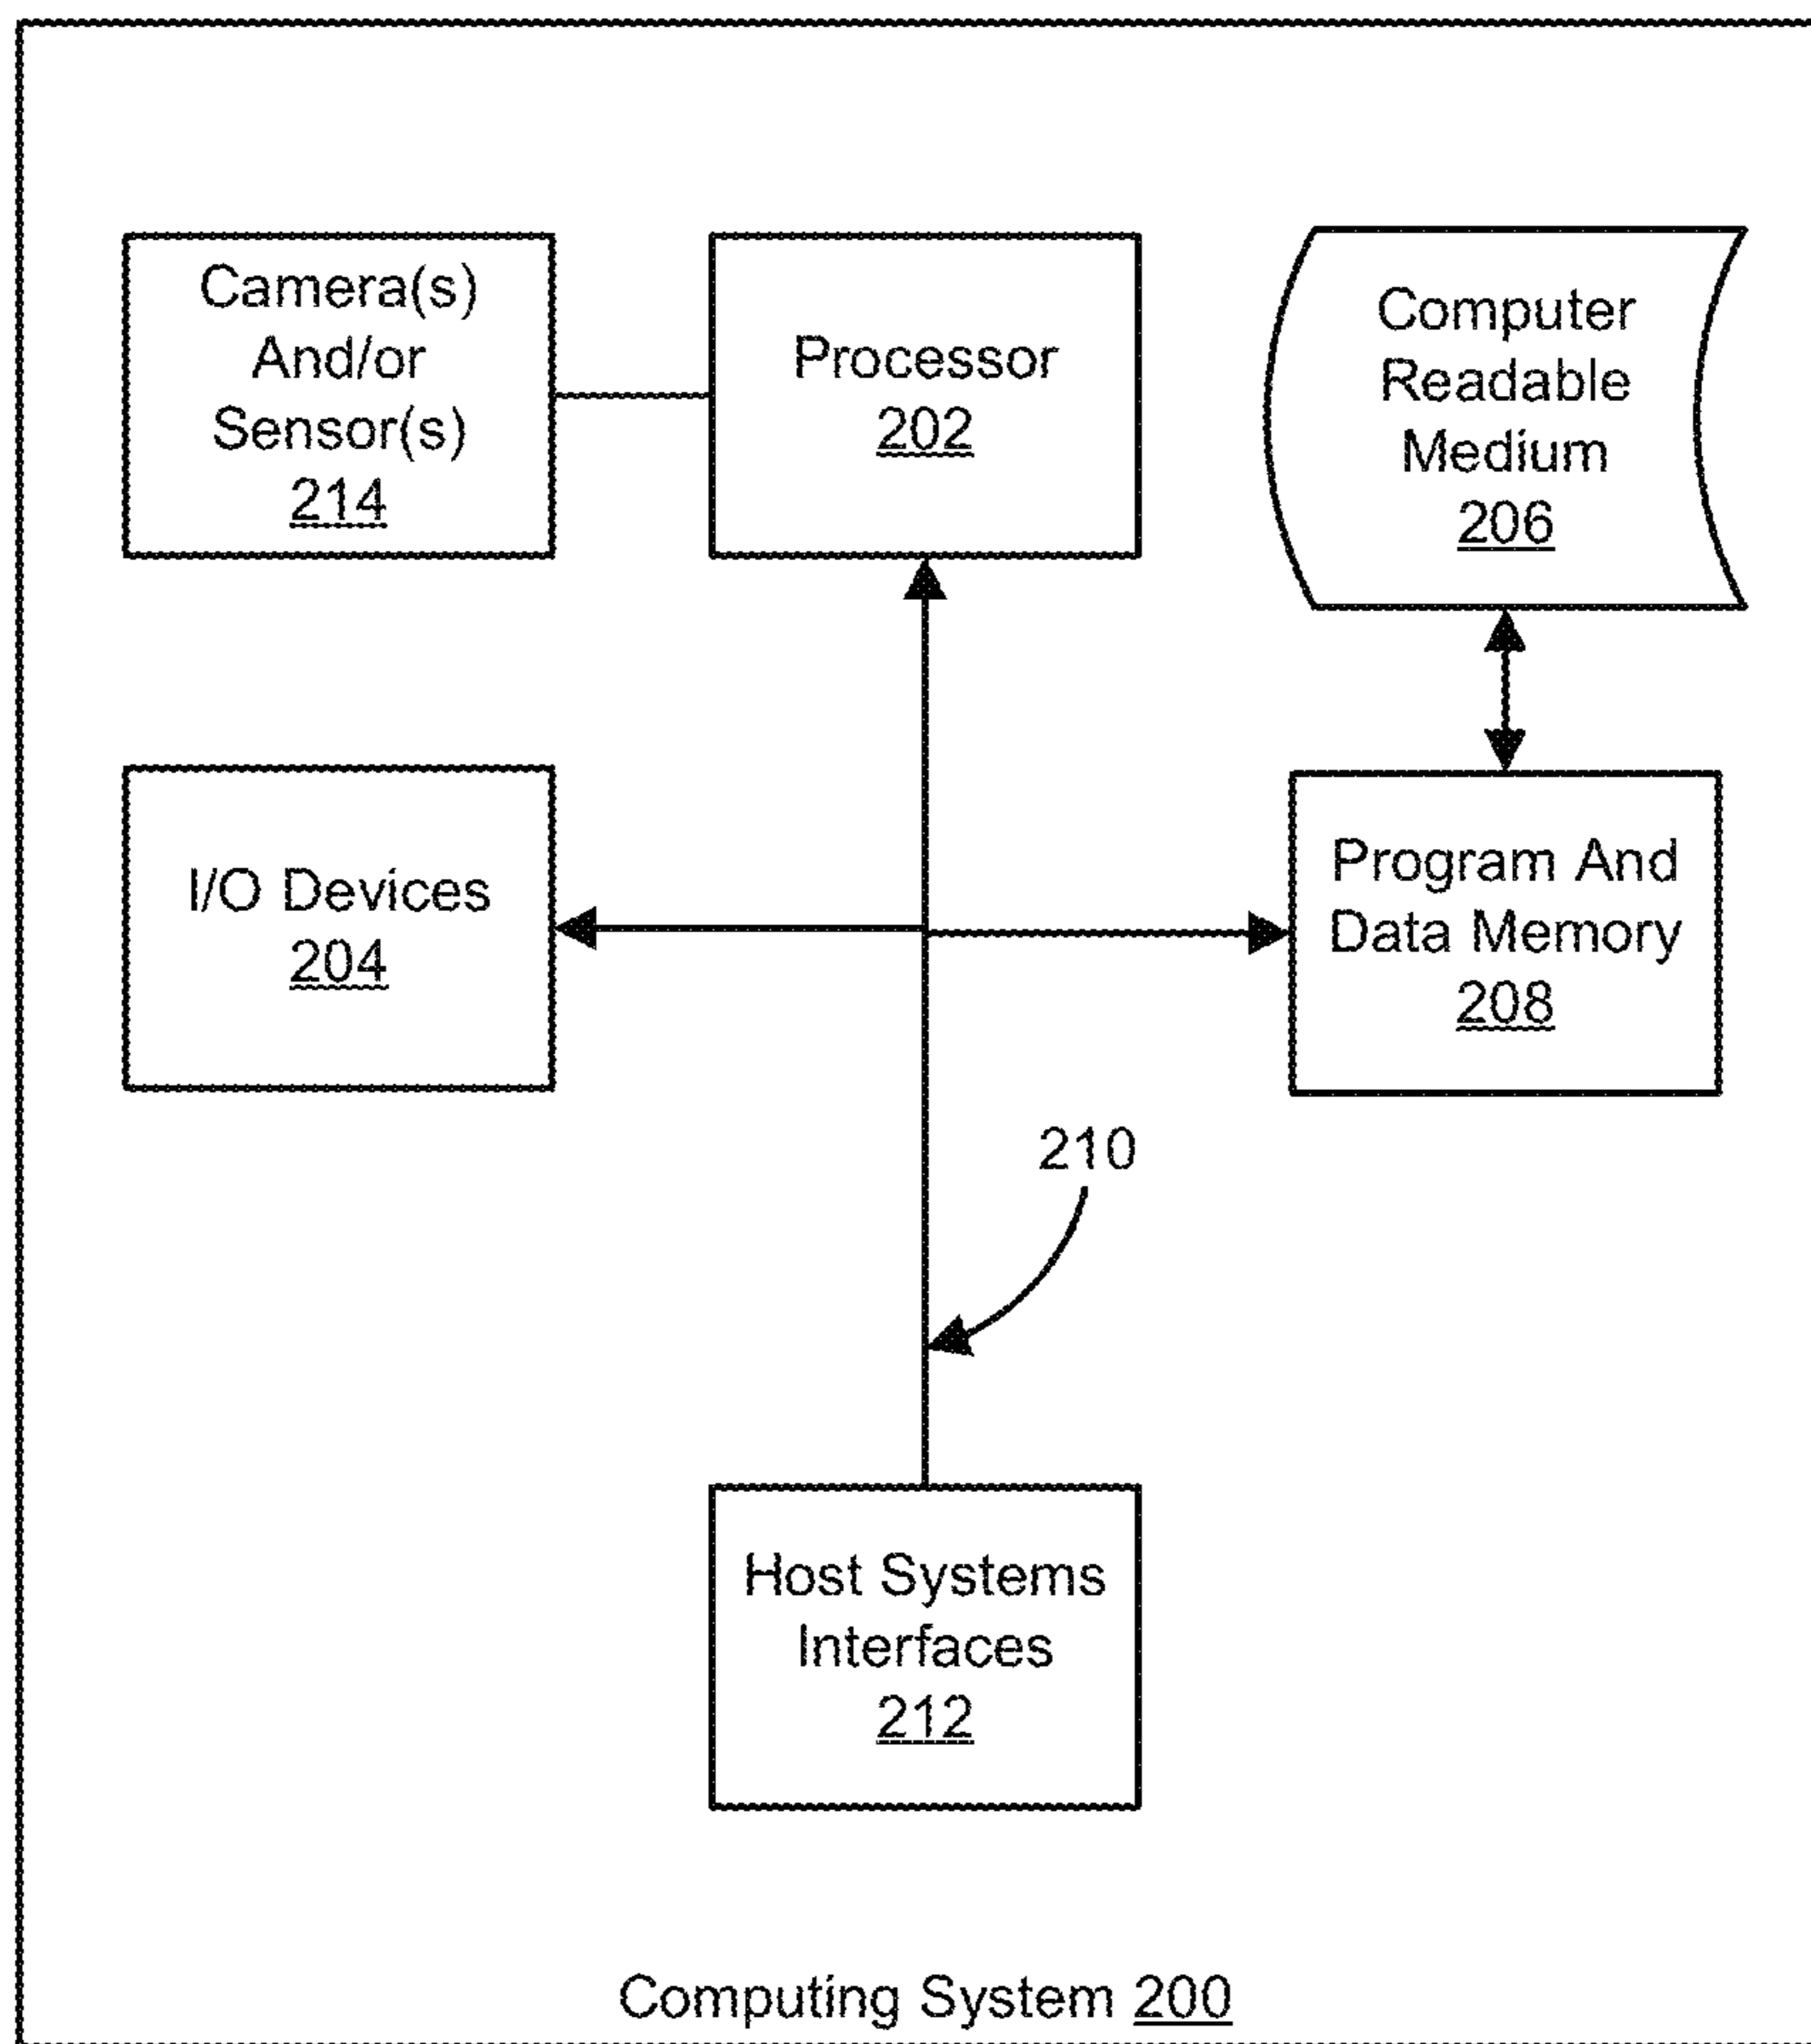 Camera(s)
And/or
Sensor(s)
214
Processor
202
Computer
Readable
Medium
206
I/O Devices
204
Program And
Data Memory
208
210
Host Systems
Interfaces
212
Computing System 200